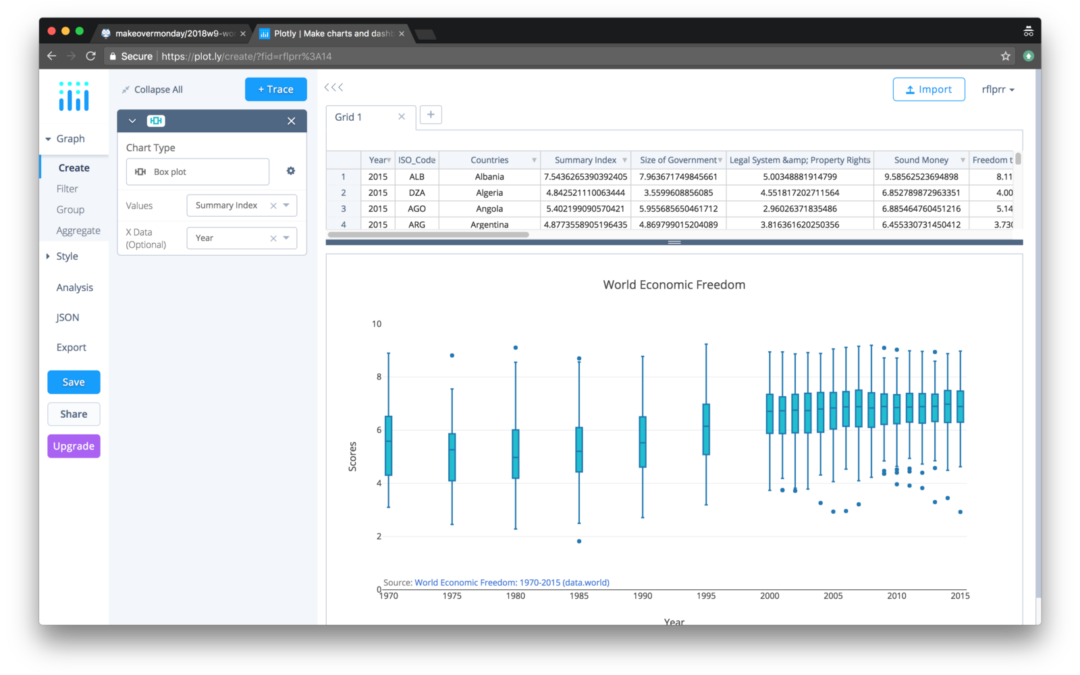 makeovermonday/2018w9-wo
Plotly | Make charts and dashb
Secure https://plot.ly/create/?fid=rflprr%3A14
Collapse All
+ Trace
Import
rflprr
Graph
Create
Filter
Group
Aggregate
Style
Analysis
JSON
Export
Save
Share
Upgrade
Chart Type
Box plot
Values Summary Index
X Data
(Optional) Year
Grid 1
Year ISO_Code Countries Summary Index Size of Government Legal System &amp; Property Rights Sound Money Freedom t
1 2015 ALB Albania 7.5436265390392405 7.963671749845661 5.00348881914799 9.58562523694898 8.11
2 2015 DZA Algeria 4.842521110063444 3.5599608856085 4.551817202711564 6.852789872963351 4.00
3 2015 AGO Angola 5.402199090570421 5.955685650461712 2.96026371835486 6.885464760451216 5.14
4 2015 ARG Argentina 4.8773558905196435 4.869799015204089 3.816361620250356 6.455330731450412 3.730
World Economic Freedom
10
8
6
4
2
0
Scores
Source: World Economic Freedom: 1970-2015 (data.world)
1970 1975 1980 1985 1990 1995 2000 2005 2010 2015
Year